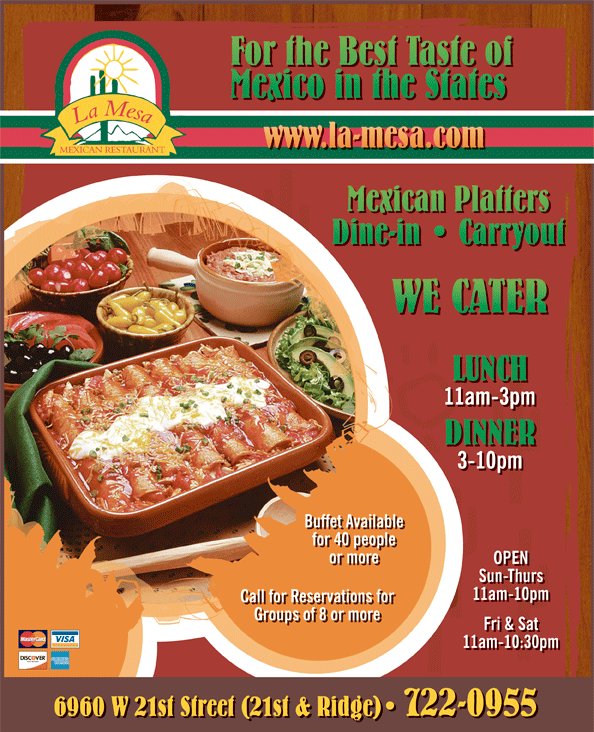 For the Best Taste of
Mexico in the States
La Mesa
MEXICAN RESTAURANT
www.la-mesa.com
Mexican Platters
Dine-in • Carryout
WE CATER
LUNCH
11am-3pm
DINNER
3-10pm
Buffet Available
for 40 people
or more
Call for Reservations for
Groups of 8 or more
OPEN
Sun-Thurs
11am-10pm
Fri & Sat
11am-10:30pm
MasterCard
VISA
DISCOVER
6960 W 21st Street (21st & Ridge) • 722-0955